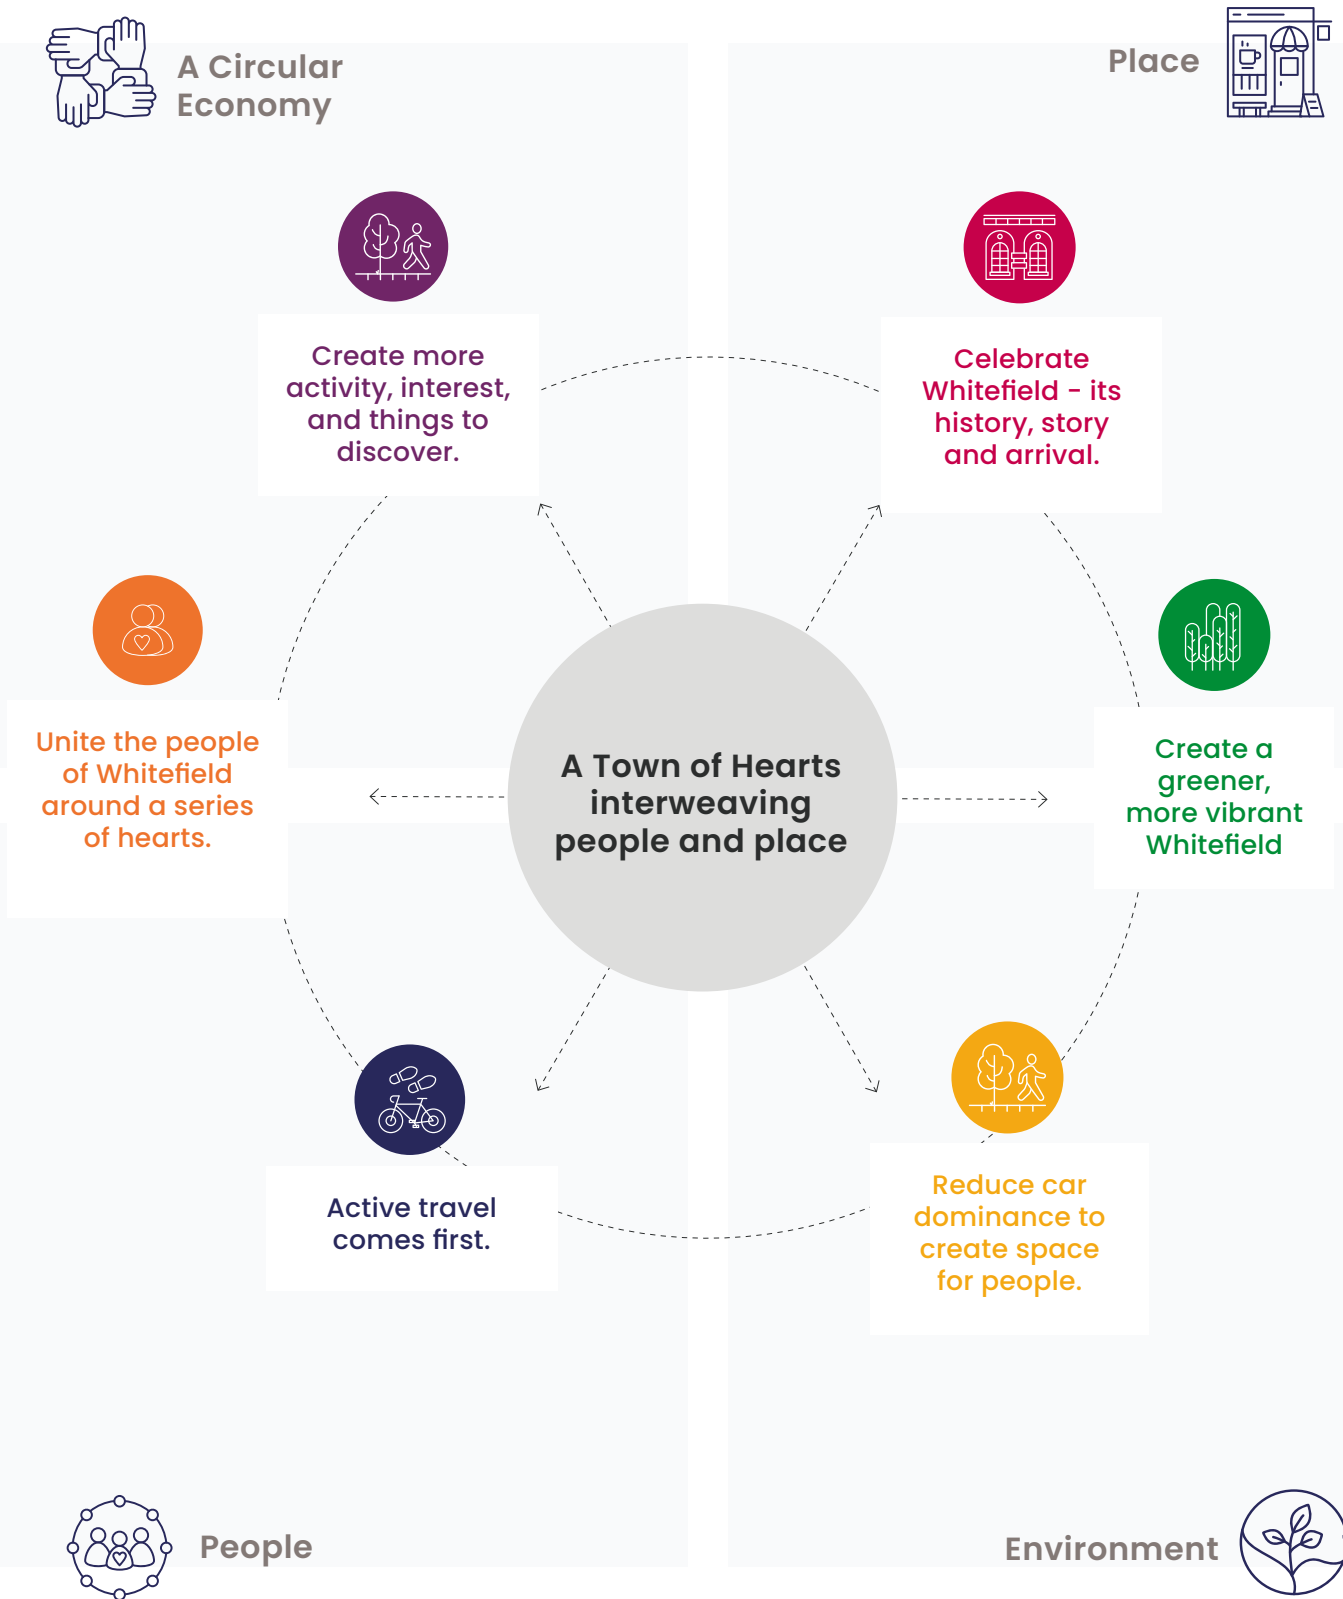 A Circular
Economy
Place
Create more
activity, interest,
and things to
discover.
Celebrate
Whitefield - its
history, story
and arrival.
Unite the people
of Whitefield
around a series
of hearts.
A Town of Hearts
interweaving
people and place
Create a
greener,
more vibrant
Whitefield
Active travel
comes first.
Reduce car
dominance to
create space
for people.
People
Environment